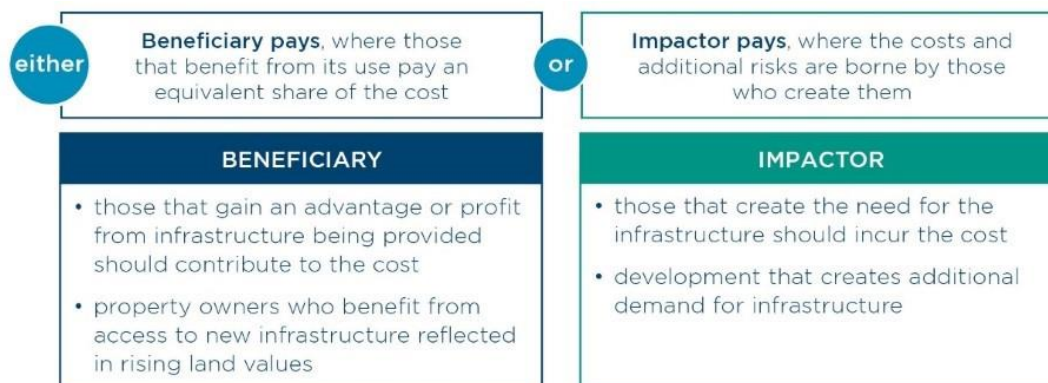 either
Beneficiary pays, where those
that benefit from its use pay an
equivalent share of the cost
or
Impactor pays, where the costs and
additional risks are borne by those
who create them
BENEFICIARY
• those that gain an advantage or profit
from infrastructure being provided
should contribute to the cost
• property owners who benefit from
access to new infrastructure reflected
in rising land values
IMPACTOR
• those that create the need for the
infrastructure should incur the cost
• development that creates additional
demand for infrastructure